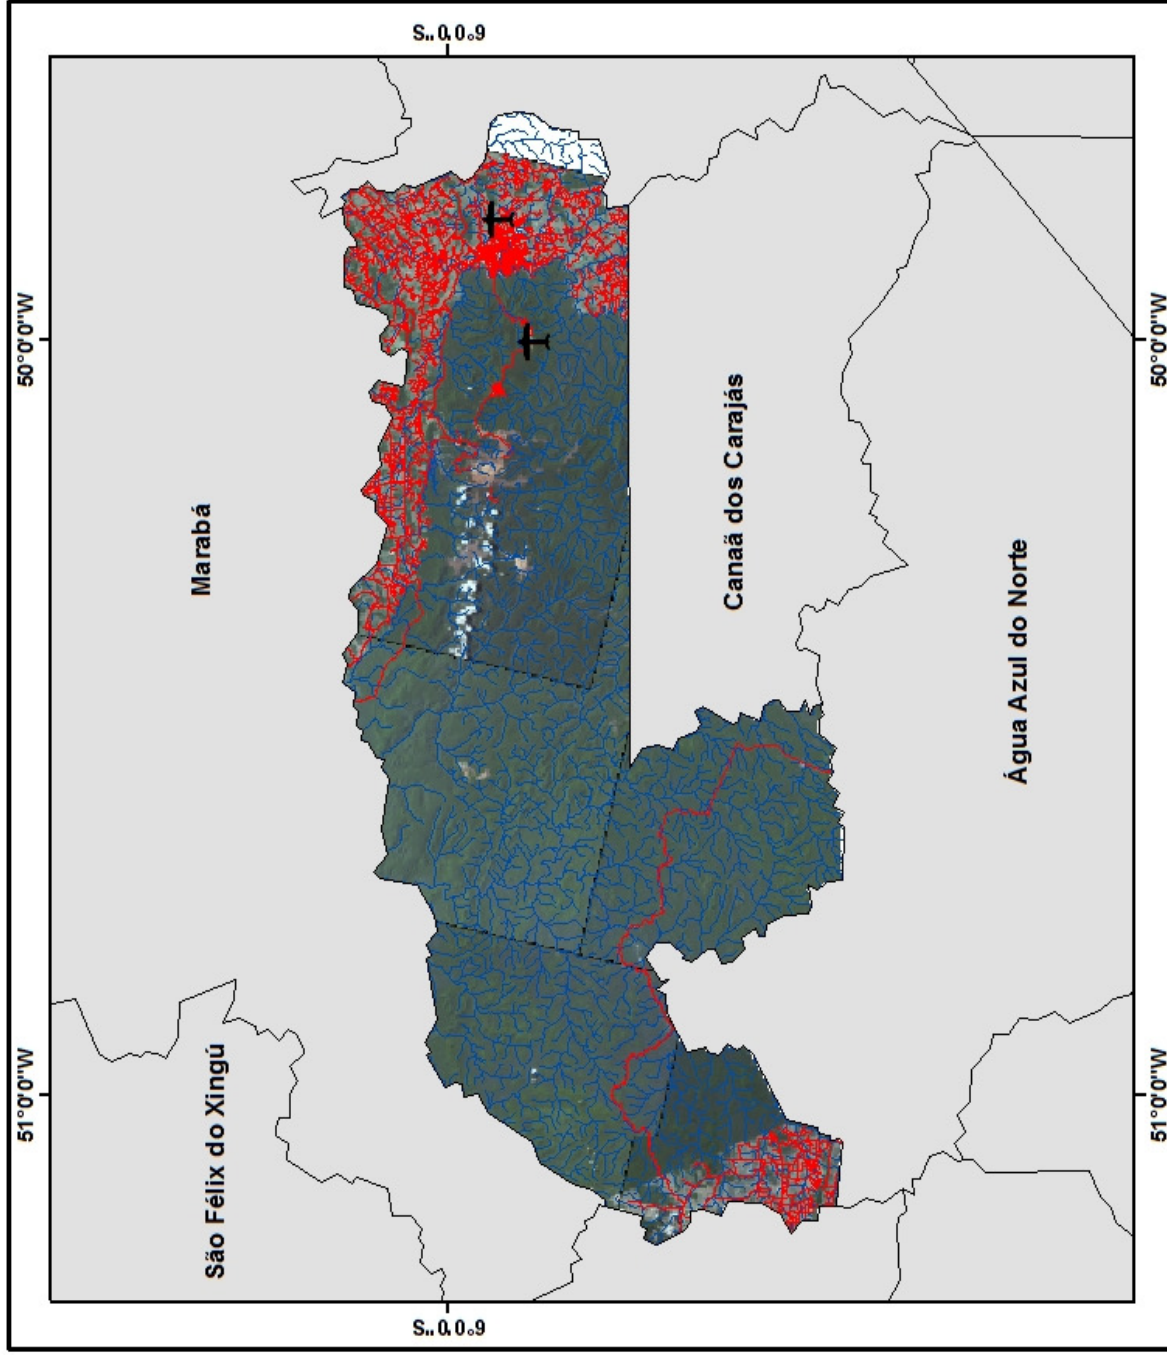 51°0'0"W
50°0'0"W
São Félix do Xingú
Marabá
6°0'0"S
6°0'0"S
Canaã dos Carajás
Água Azul do Norte
51°0'0"W
50°0'0"W